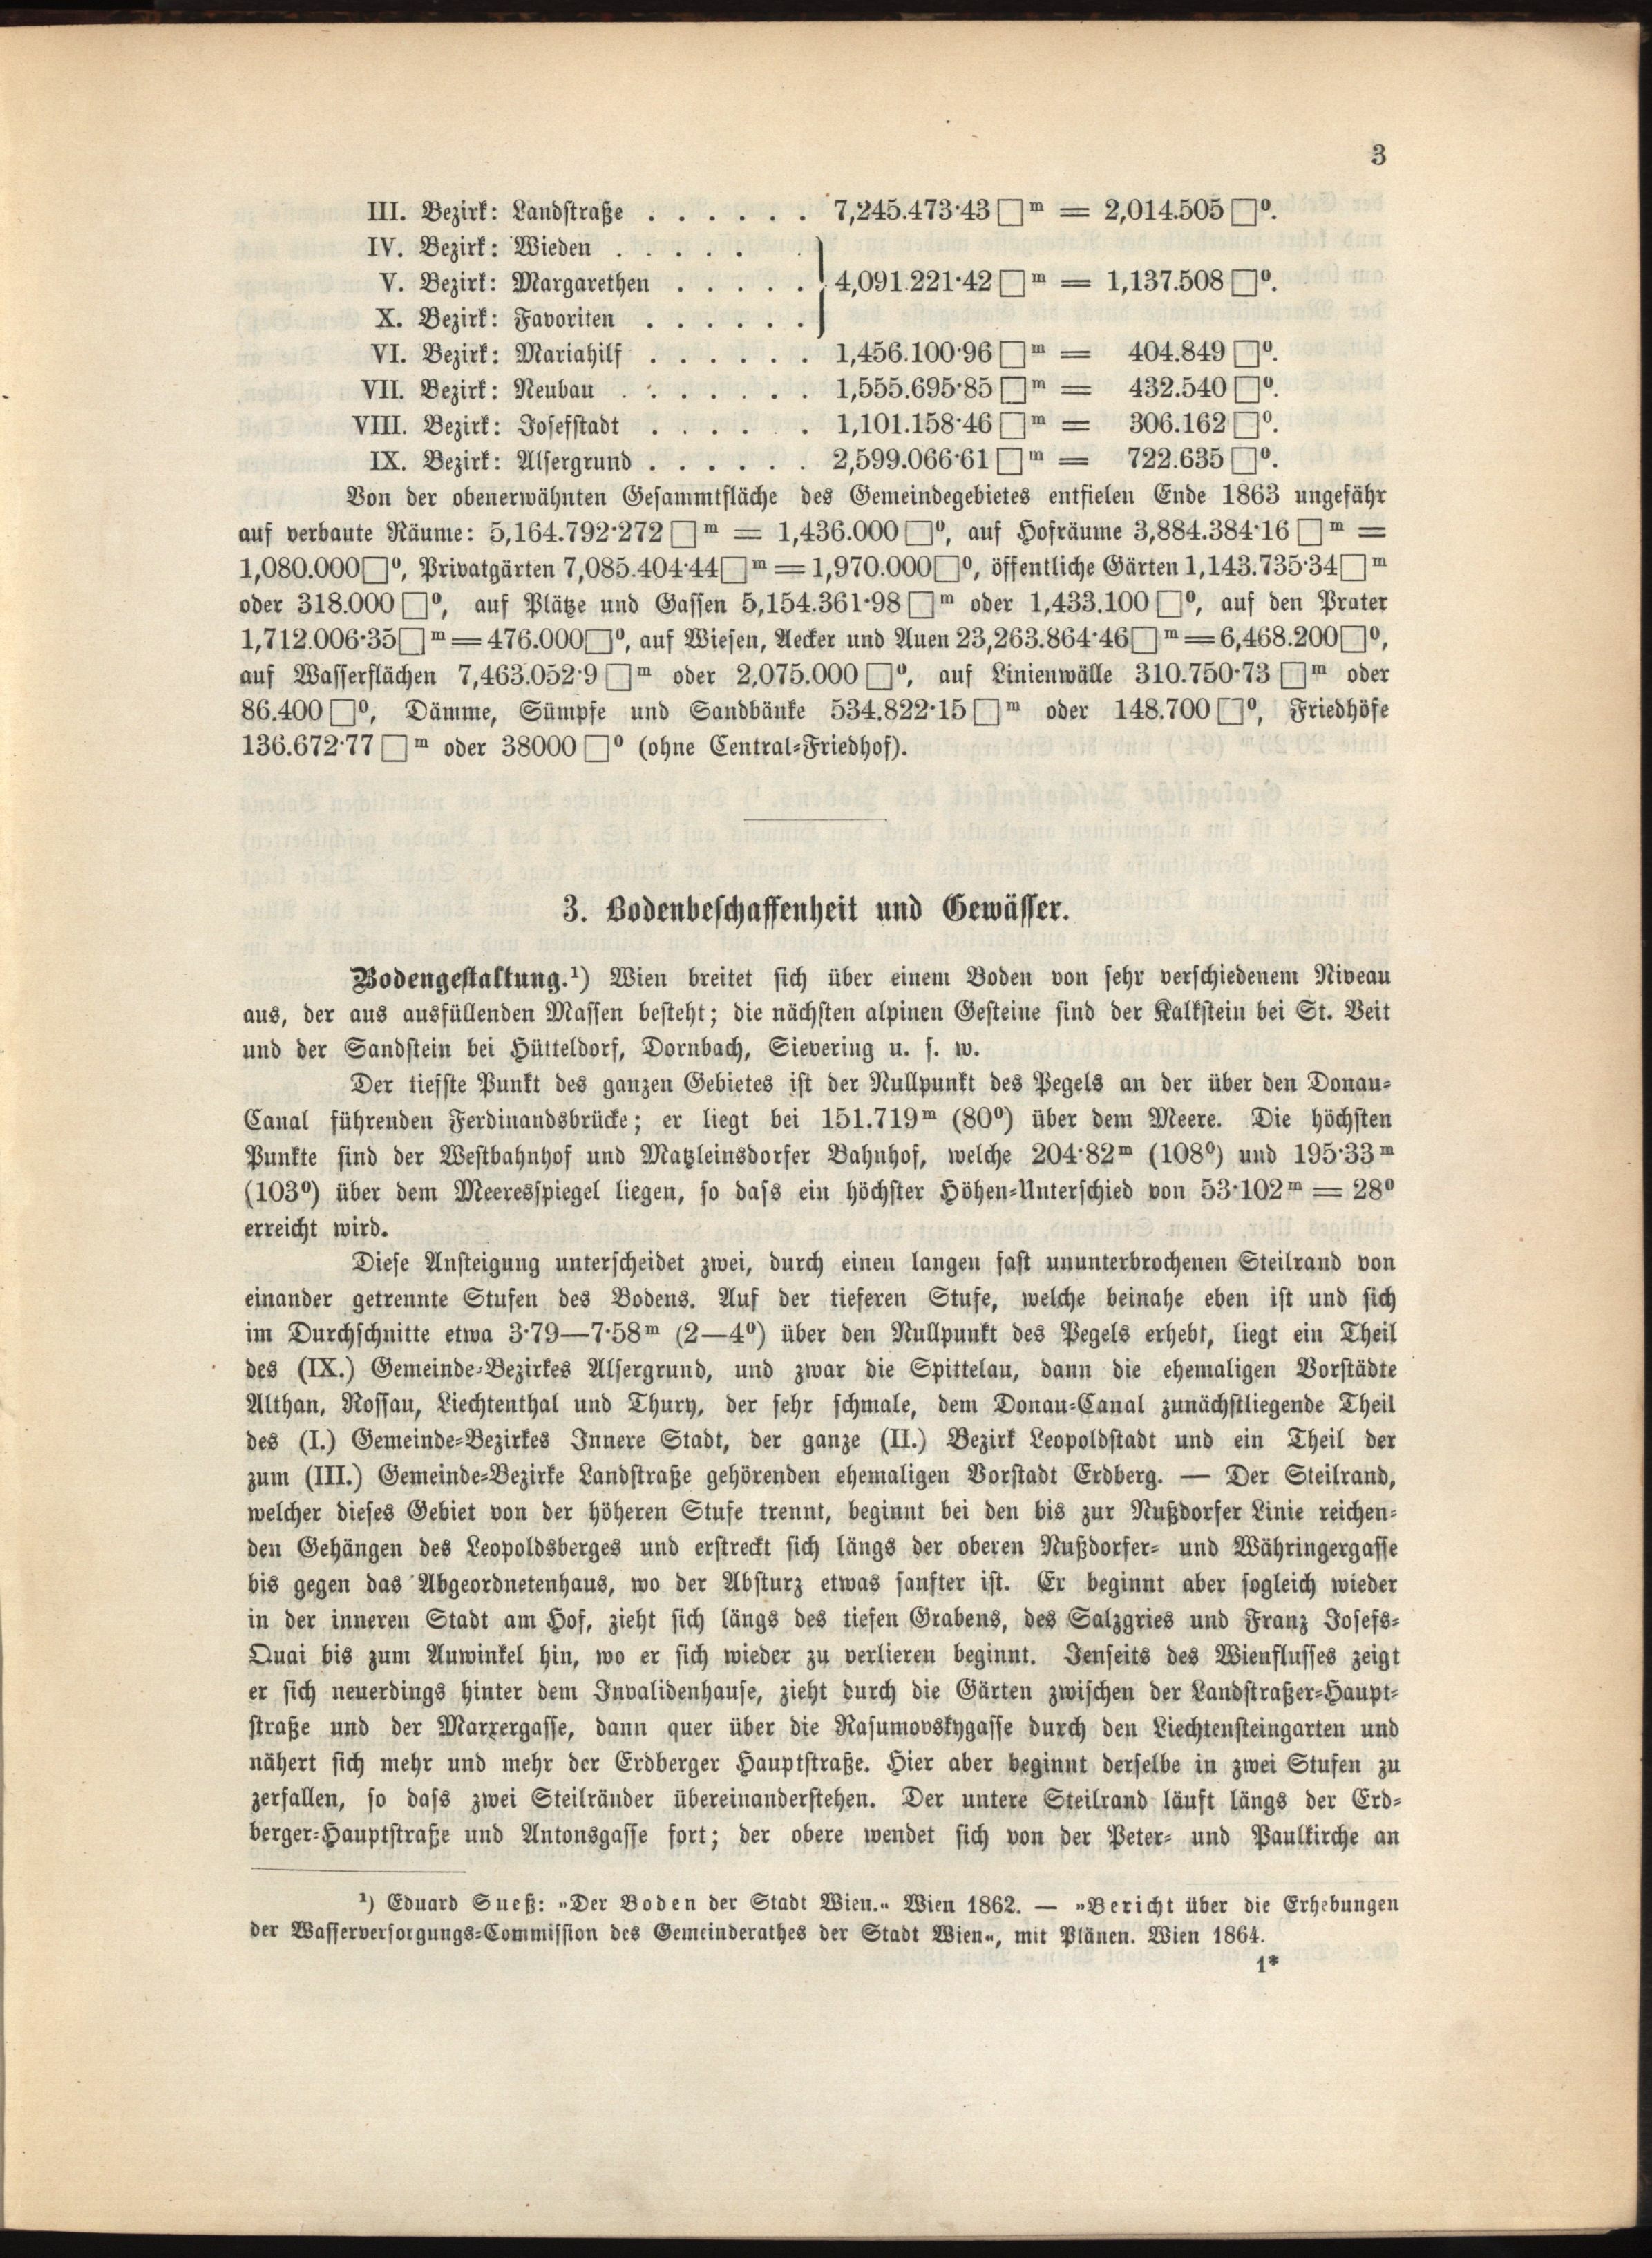 3
III. Bezirk: Landstraße . . . . . . 7,245.473·43 □m = 2,014.505 □0.
IV. Bezirk: Wieden . . . . . .
V. Bezirk: Margarethen . . . . . } 4,091.221·42 □m = 1,137.508 □0.
X. Bezirk: Favoriten . . . . . .
VI. Bezirk: Mariahilf . . . . . . 1,456.100·96 □m = 404.849 □0.
VII. Bezirk: Neubau . . . . . . . 1,555.695·85 □m = 432.540 □0.
VIII. Bezirk: Josefstadt . . . . . . 1,101.158·46 □m = 306.162 □0.
IX. Bezirk: Alsergrund . . . . . . 2,599.066·61 □m = 722.635 □0.
Von der obenerwähnten Gesammtfläche des Gemeindegebietes entfielen Ende 1863 ungefähr
auf verbaute Räume: 5,164.792·272 □m = 1,436.000 □0, auf Hofräume 3,884.384·16 □m =
1,080.000 □0, Privatgärten 7,085.404·44 □m = 1,970.000 □0, öffentliche Gärten 1,143.735·34 □m
oder 318.000 □0, auf Plätze und Gassen 5,154.361·98 □m oder 1,433.100 □0, auf den Prater
1,712.006·35 □m = 476.000 □0, auf Wiesen, Aecker und Auen 23,263.864·46 □m = 6,468.200 □0,
auf Wasserflächen 7,463.052·9 □m oder 2,075.000 □0, auf Linienwälle 310.750·73 □m oder
86.400 □0, Dämme, Sümpfe und Sandbänke 534.822·15 □m oder 148.700 □0, Friedhöfe
136.672·77 □m oder 38000 □0 (ohne Central-Friedhof).
3. Bodenbeschaffenheit und Gewässer.
Bodengestaltung.¹) Wien breitet sich über einem Boden von sehr verschiedenem Niveau
aus, der aus ausfüllenden Massen besteht; die nächsten alpinen Gesteine sind der Kalkstein bei St. Veit
und der Sandstein bei Hütteldorf, Dornbach, Sievering u. s. w.
Der tiefste Punkt des ganzen Gebietes ist der Nullpunkt des Pegels an der über den Donau-
Canal führenden Ferdinandsbrücke; er liegt bei 151.719m (80⁰) über dem Meere. Die höchsten
Punkte sind der Westbahnhof und Matzleinsdorfer Bahnhof, welche 204·82m (108⁰) und 195·33m
(103⁰) über dem Meeresspiegel liegen, so dass ein höchster Höhen-Unterschied von 53·102m = 28⁰
erreicht wird.
Diese Ansteigung unterscheidet zwei, durch einen langen fast ununterbrochenen Steilrand von
einander getrennte Stufen des Bodens. Auf der tieferen Stufe, welche beinahe eben ist und sich
im Durchschnitte etwa 3·79—7·58m (2—4⁰) über den Nullpunkt des Pegels erhebt, liegt ein Theil
des (IX.) Gemeinde-Bezirkes Alsergrund, und zwar die Spittelau, dann die ehemaligen Vorstädte
Althan, Rossau, Liechtenthal und Thury, der sehr schmale, dem Donau-Canal zunächstliegende Theil
des (I.) Gemeinde-Bezirkes Innere Stadt, der ganze (II.) Bezirk Leopoldstadt und ein Theil der
zum (III.) Gemeinde-Bezirke Landstraße gehörenden ehemaligen Vorstadt Erdberg. — Der Steilrand,
welcher dieses Gebiet von der höheren Stufe trennt, beginnt bei den bis zur Nußdorfer Linie reichen-
den Gehängen des Leopoldsberges und erstreckt sich längs der oberen Nußdorfer- und Währingergasse
bis gegen das Abgeordnetenhaus, wo der Absturz etwas sanfter ist. Er beginnt aber sogleich wieder
in der inneren Stadt am Hof, zieht sich längs des tiefen Grabens, des Salzgries und Franz Josefs-
Quai bis zum Auwinkel hin, wo er sich wieder zu verlieren beginnt. Jenseits des Wienflusses zeigt
er sich neuerdings hinter dem Invalidenhause, zieht durch die Gärten zwischen der Landstraßer-Haupt-
straße und der Marxergasse, dann quer über die Rasumovskygasse durch den Liechtensteingarten und
nähert sich mehr und mehr der Erdberger Hauptstraße. Hier aber beginnt derselbe in zwei Stufen zu
zerfallen, so dass zwei Steilränder übereinanderstehen. Der untere Steilrand läuft längs der Erd-
berger-Hauptstraße und Antonsgasse fort; der obere wendet sich von der Peter- und Paulkirche an
¹) Eduard Sueß: »Der Boden der Stadt Wien.« Wien 1862. — »Bericht über die Erhebungen
der Wasserversorgungs-Commission des Gemeinderathes der Stadt Wien«, mit Plänen. Wien 1864.
1*